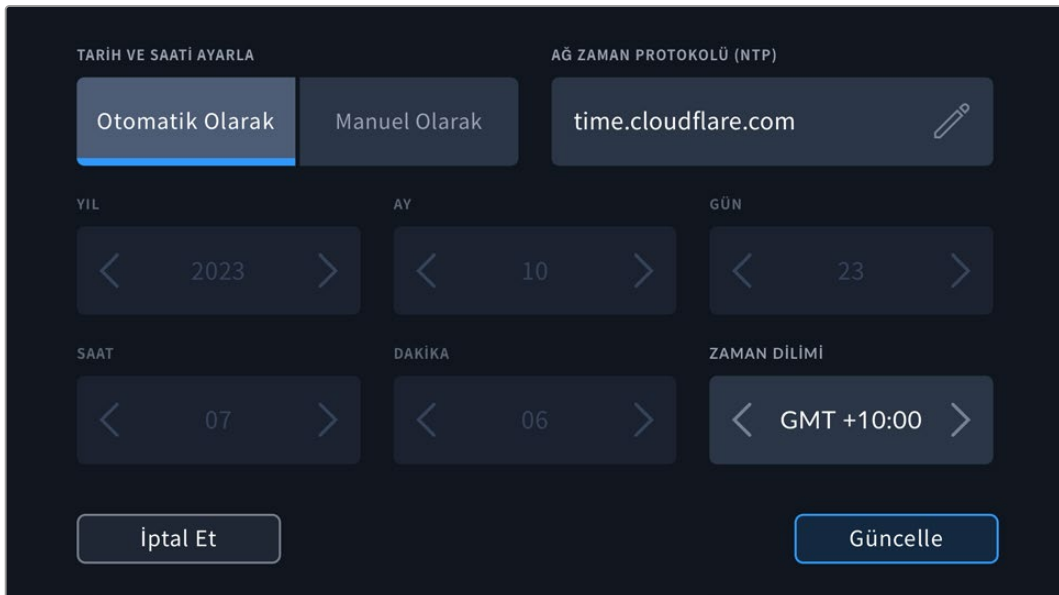 TARİH VE SAATİ AYARLA
AĞ ZAMAN PROTOKOLÜ (NTP)
Otomatik Olarak
Manuel Olarak
time.cloudflare.com
YIL
AY
GÜN
2023
10
23
SAAT
DAKİKA
ZAMAN DİLİMİ
07
06
GMT +10:00
İptal Et
Güncelle